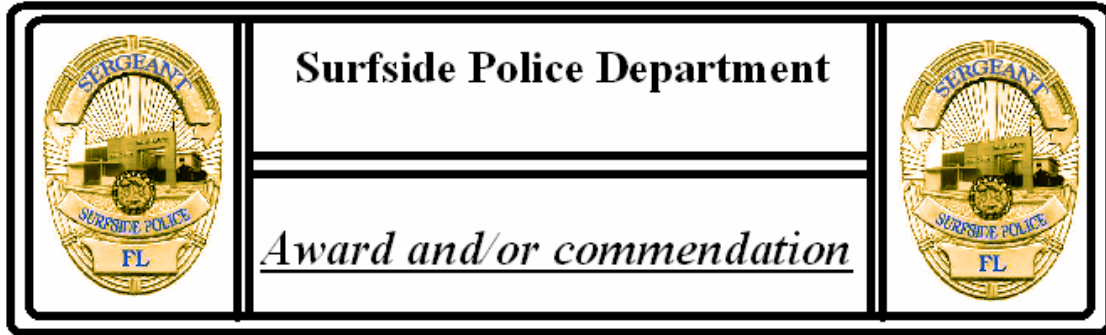 SERGEANT
SURFSIDE POLICE
FL
Surfside Police Department
Award and/or commendation
SERGEANT
SURFSIDE POLICE
FL